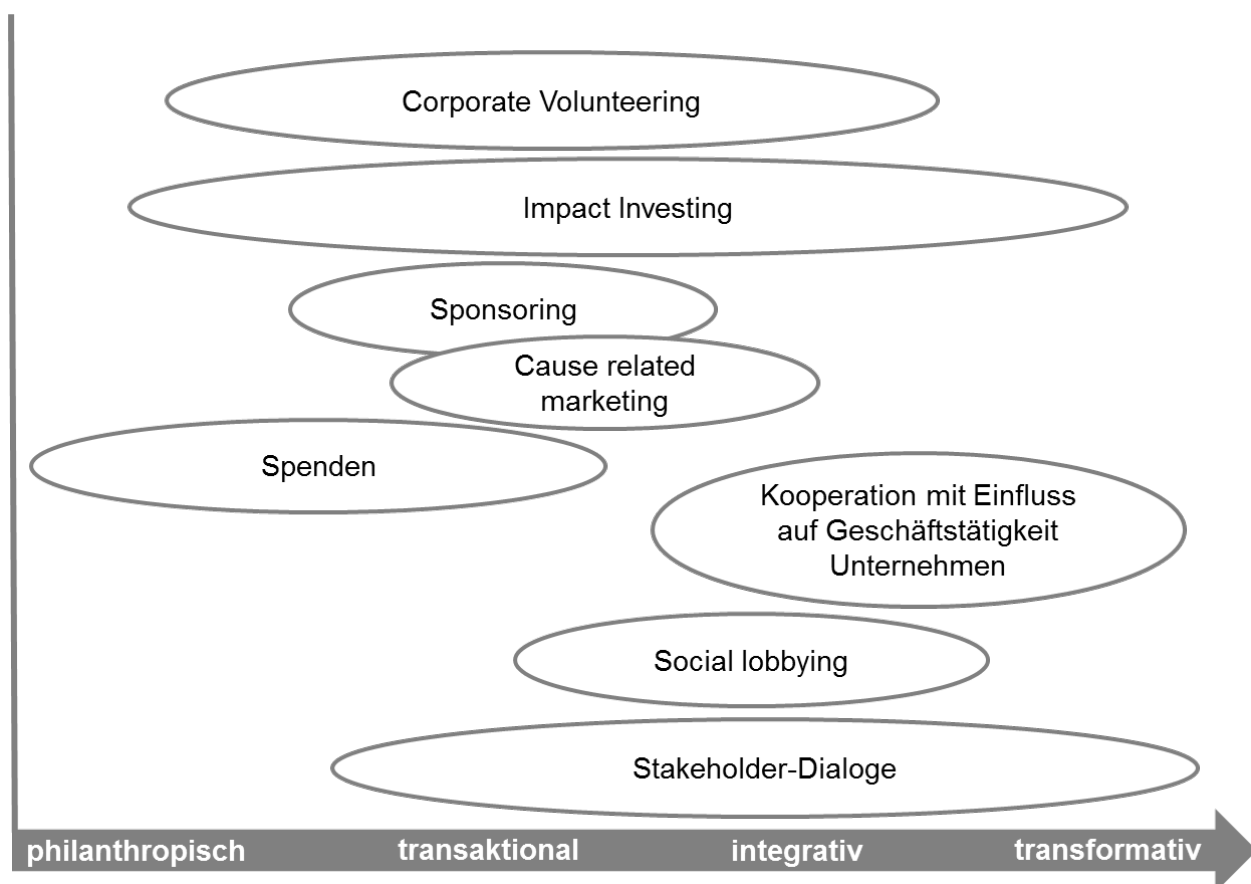 Corporate Volunteering
Impact Investing
Sponsoring
Cause related
marketing
Spenden
Kooperation mit Einfluss
auf Geschäftstätigkeit
Unternehmen
Social lobbying
Stakeholder-Dialoge
philanthropisch transaktional integrativ transformativ